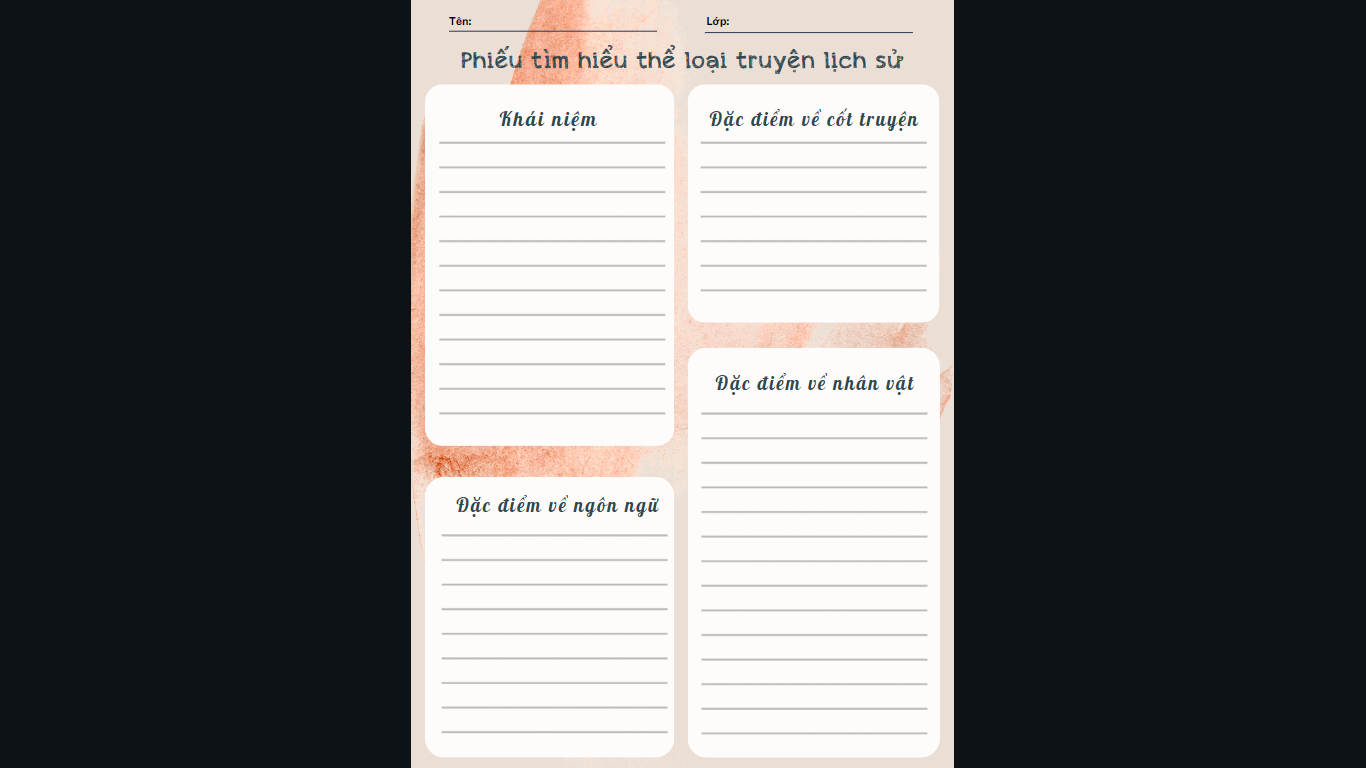 Tên:
Lớp:
Phiếu tìm hiểu thể loại truyện lịch sử
Khái niệm
Đặc điểm về cốt truyện
Đặc điểm về nhân vật
Đặc điểm về ngôn ngữ